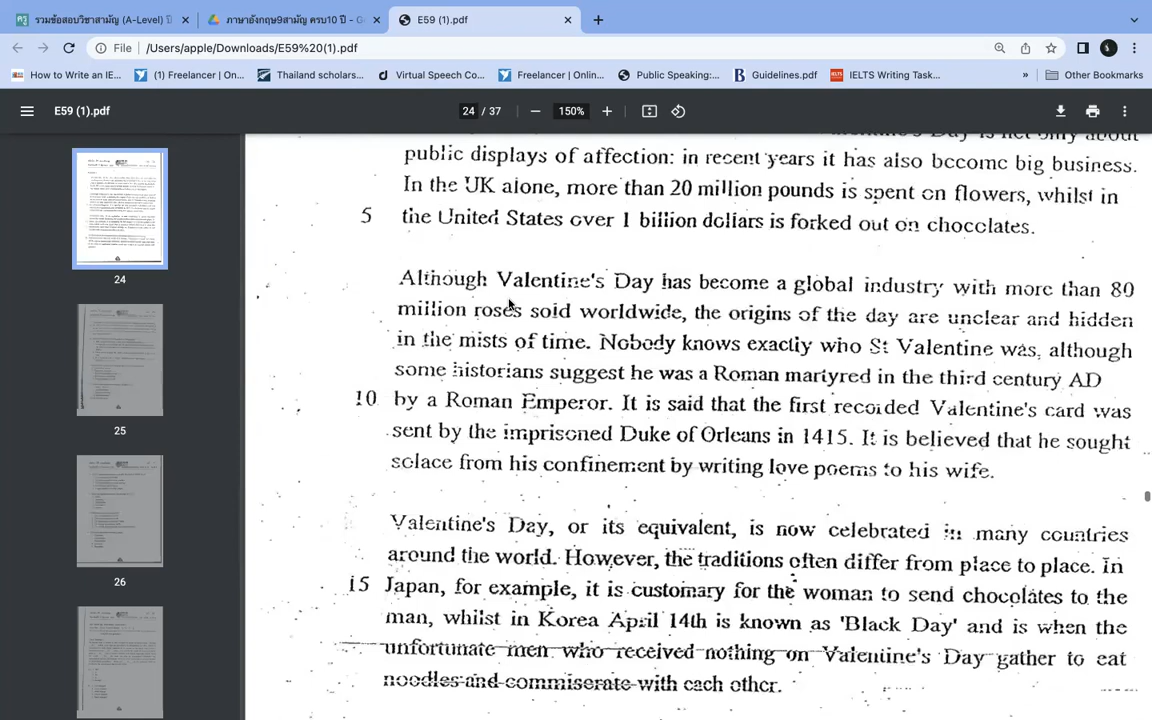 รวมข้อสอบวิชาสามัญ (A-Level) ปี
ภาษาอังกฤษ9สามัญ ครบ10 ปี - G
E59 (1).pdf
File
/Users/apple/Downloads/E59%20(1).pdf
How to Write an IE...
(1) Freelancer | On...
Thailand scholars...
Virtual Speech Co...
Freelancer | Onlin...
Public Speaking:...
Guidelines.pdf
IELTS Writing Task...
»
Other Bookmarks
E59 (1).pdf
24 / 37
150%
24
25
26
Day is not only about
public displays of affection: in recent years it has also become big business.
In the UK alone, more than 20 million pounds is spent on flowers, whilst in
5 the United States over 1 billion dollars is forked out on chocolates.
Although Valentine's Day has become a global industry with more than 80
million roses sold worldwide, the origins of the day are unclear and hidden
in the mists of time. Nobody knows exactly who St Valentine was, although
some historians suggest he was a Roman martyred in the third century AD
10 by a Roman Emperor. It is said that the first recorded Valentine's card was
sent by the imprisoned Duke of Orleans in 1415. It is believed that he sought
solace from his confinement by writing love poems to his wife.
Valentine's Day, or its equivalent, is now celebrated in many countries
around the world. However, the traditions often differ from place to place. In
15 Japan, for example, it is customary for the woman to send chocolates to the
man, whilst in Korea April 14th is known as 'Black Day' and is when the
unfortunate men who received nothing on Valentine's Day gather to eat
noodles and commiserate with each other.